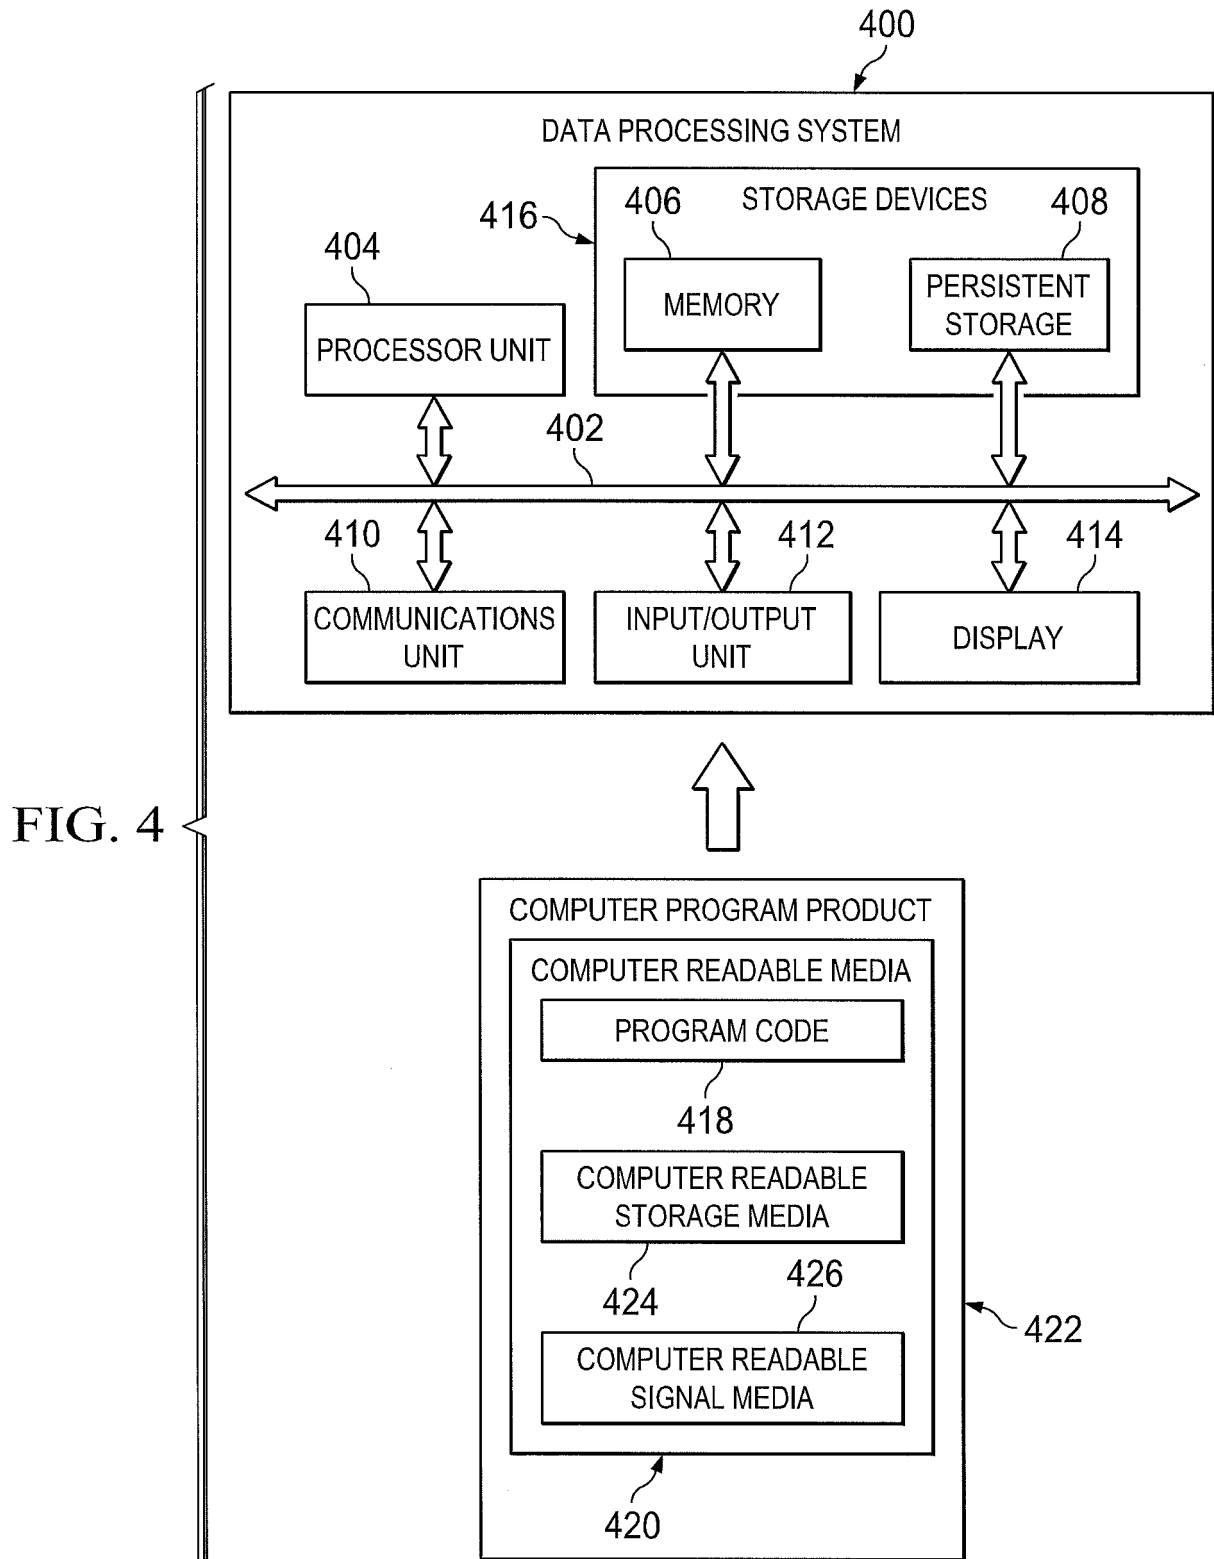 400
DATA PROCESSING SYSTEM
STORAGE DEVICES
416
406
408
404
MEMORY
PERSISTENT
STORAGE
PROCESSOR UNIT
402
410
412
414
COMMUNICATIONS
UNIT
INPUT/OUTPUT
UNIT
DISPLAY
FIG. 4
COMPUTER PROGRAM PRODUCT
COMPUTER READABLE MEDIA
PROGRAM CODE
418
COMPUTER READABLE
STORAGE MEDIA
424
426
422
COMPUTER READABLE
SIGNAL MEDIA
420